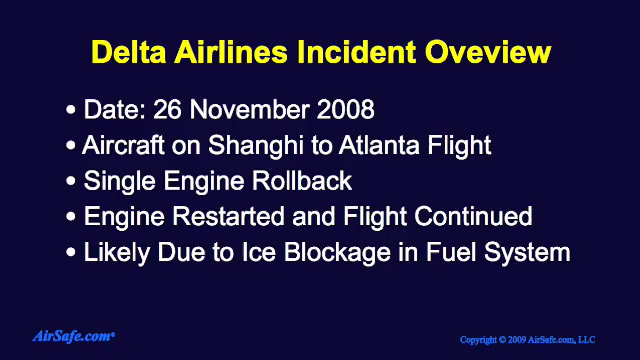 Delta Airlines Incident Oveview
• Date: 26 November 2008
• Aircraft on Shanghi to Atlanta Flight
• Single Engine Rollback
• Engine Restarted and Flight Continued
• Likely Due to Ice Blockage in Fuel System
AirSafe.com®
Copyright © 2009 AirSafe.com, LLC